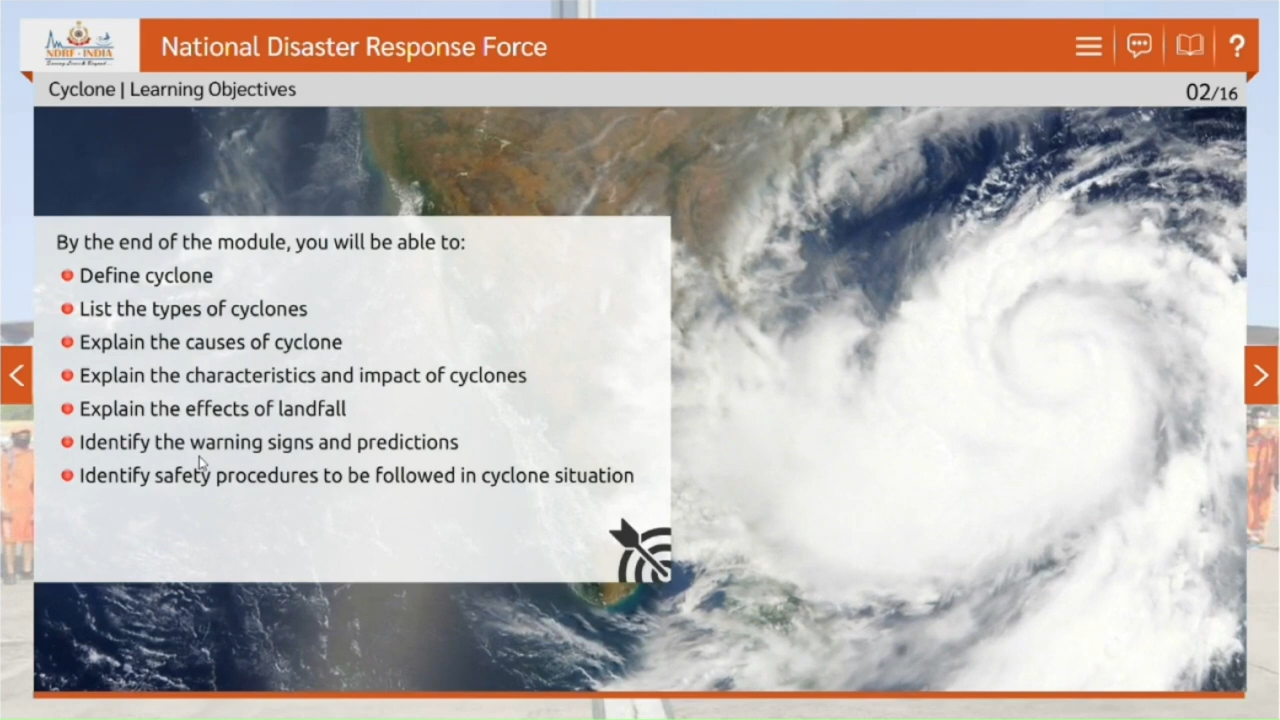 NDRF - INDIA
National Disaster Response Force
?
Cyclone | Learning Objectives
02/16
By the end of the module, you will be able to:
Define cyclone
List the types of cyclones
Explain the causes of cyclone
Explain the characteristics and impact of cyclones
Explain the effects of landfall
Identify the warning signs and predictions
Identify safety procedures to be followed in cyclone situation